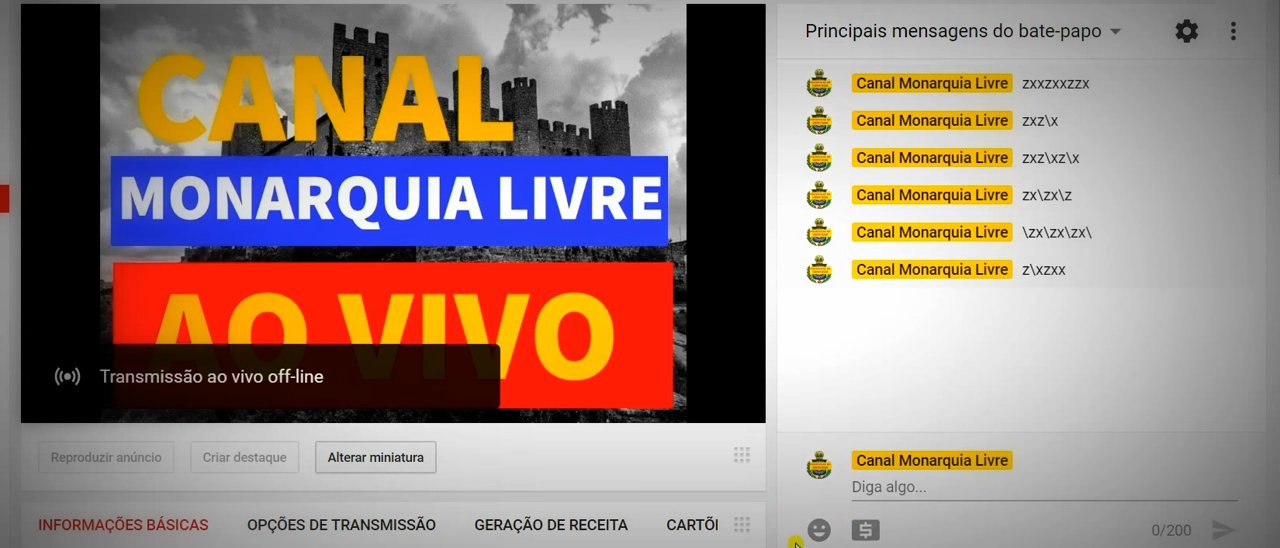 CANAL
MONARQUIA LIVRE
AO VIVO
Transmissão ao vivo off-line
Reproduzir anúncio
Criar destaque
Alterar miniatura
INFORMAÇÕES BÁSICAS
OPÇÕES DE TRANSMISSÃO
GERAÇÃO DE RECEITA
CARTÕI
Principais mensagens do bate-papo
Canal Monarquia Livre zxxzxxzzx
Canal Monarquia Livre zxz\x
Canal Monarquia Livre zxz\xz\x
Canal Monarquia Livre zx\zx\z
Canal Monarquia Livre \zx\zx\zx\
Canal Monarquia Livre z\xzxx
Canal Monarquia Livre
Diga algo...
0/200